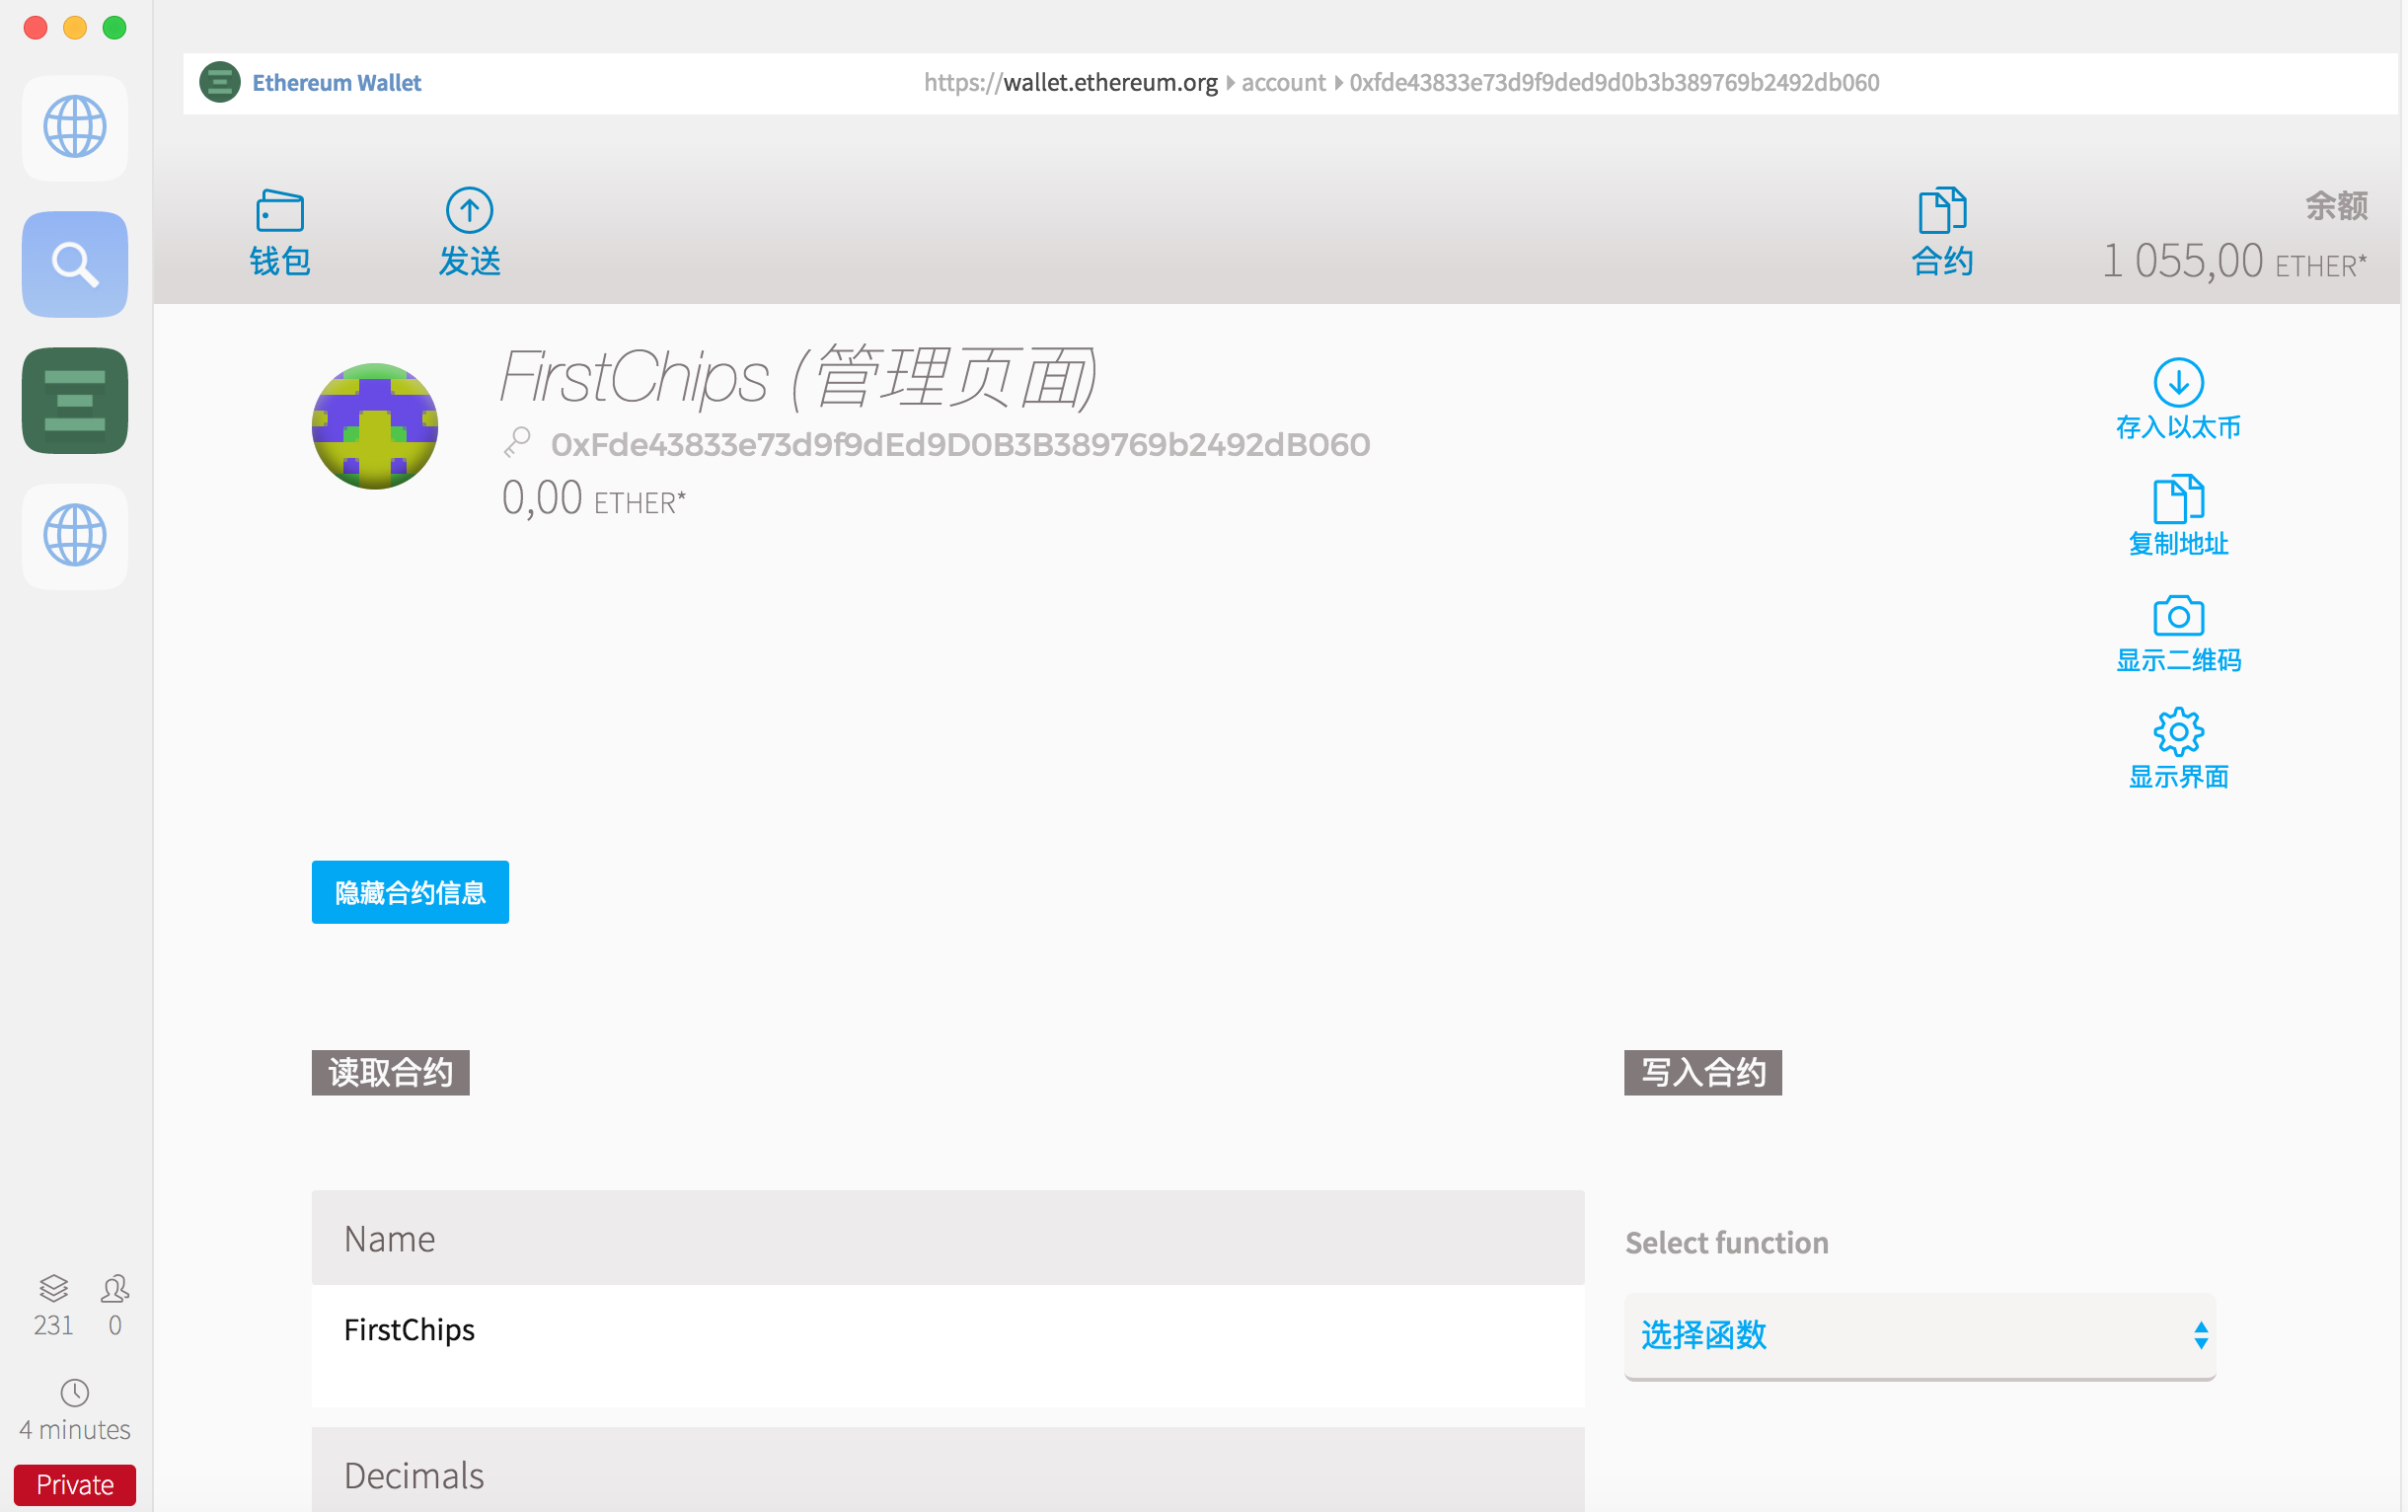 Ethereum Wallet
https://wallet.ethereum.org account 0xfde43833e73d9f9ded9d0b3b389769b2492db060
钱包
发送
合约
余额
1 055,00 ETHER*
FirstChips (管理页面)
0xFde43833e73d9f9dEd9D0B3B389769b2492dB060
0,00 ETHER*
存入以太币
复制地址
显示二维码
显示界面
隐藏合约信息
读取合约
写入合约
Name
FirstChips
Decimals
Select function
选择函数
231
0
4 minutes
Private